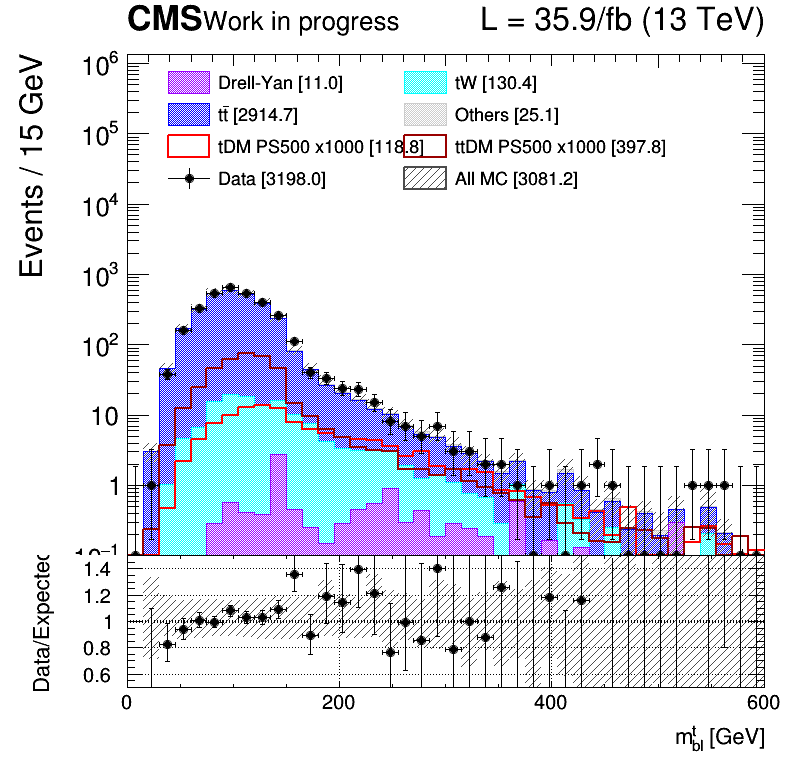 CMS Work in progress L = 35.9/fb (13 TeV)
Events / 15 GeV
10⁶
10⁵
10⁴
10³
10²
10
1
10⁻¹
Drell-Yan [11.0]
tW [130.4]
tt̄ [2914.7]
Others [25.1]
tDM PS500 x1000 [118.8]
ttDM PS500 x1000 [397.8]
Data [3198.0]
All MC [3081.2]
Data/Expected
1.4
1.2
1
0.8
0.6
0 200 400 600
m^t_bl [GeV]